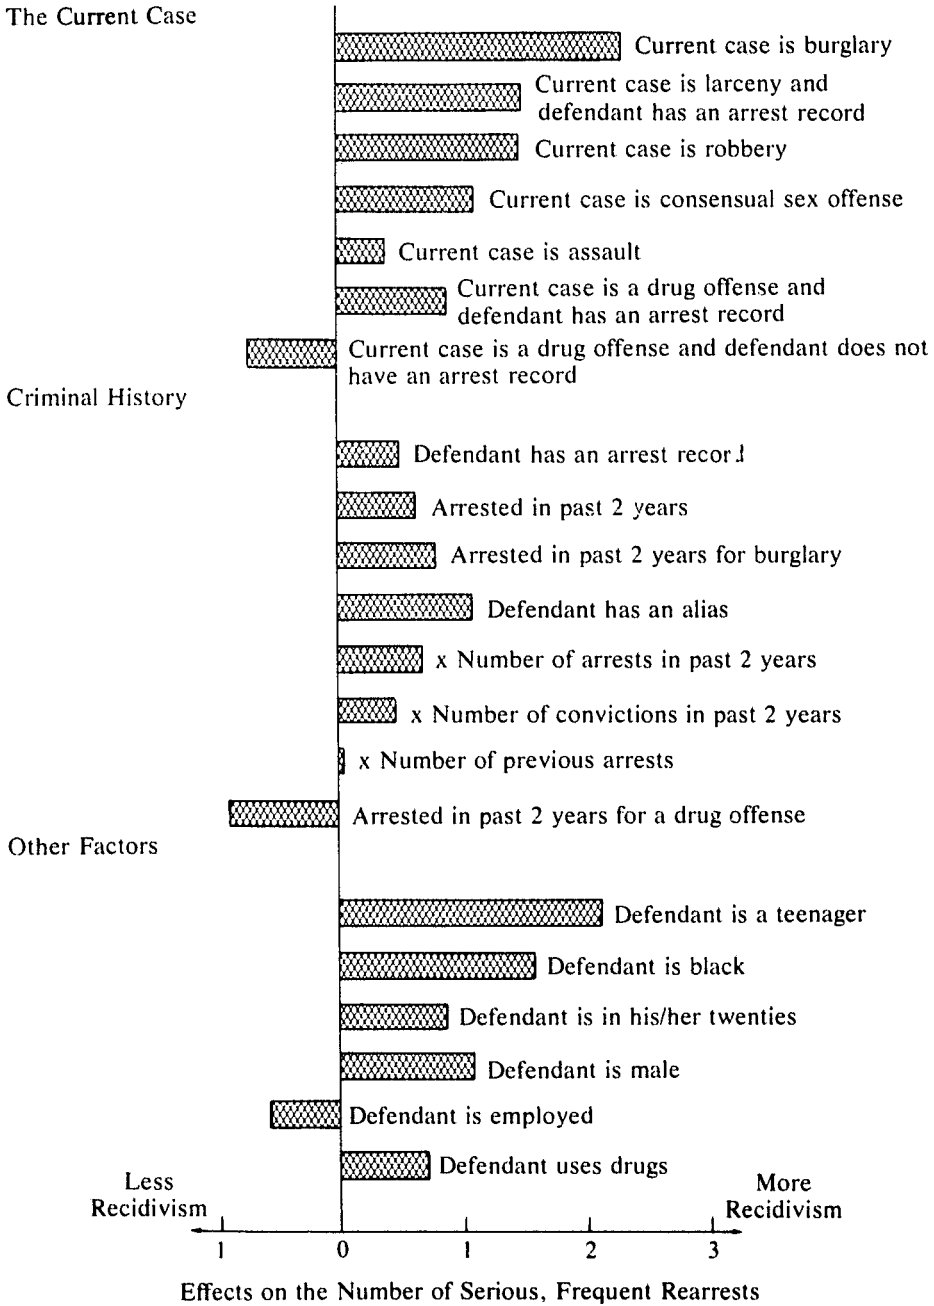 The Current Case
Current case is burglary
Current case is larceny and
defendant has an arrest record
Current case is robbery
Current case is consensual sex offense
Current case is assault
Current case is a drug offense and
defendant has an arrest record
Current case is a drug offense and defendant does not
have an arrest record
Criminal History
Defendant has an arrest record
Arrested in past 2 years
Arrested in past 2 years for burglary
Defendant has an alias
x Number of arrests in past 2 years
x Number of convictions in past 2 years
x Number of previous arrests
Arrested in past 2 years for a drug offense
Other Factors
Defendant is a teenager
Defendant is black
Defendant is in his/her twenties
Defendant is male
Defendant is employed
Defendant uses drugs
Less
Recidivism
More
Recidivism
1 0 1 2 3
Effects on the Number of Serious, Frequent Rearrests